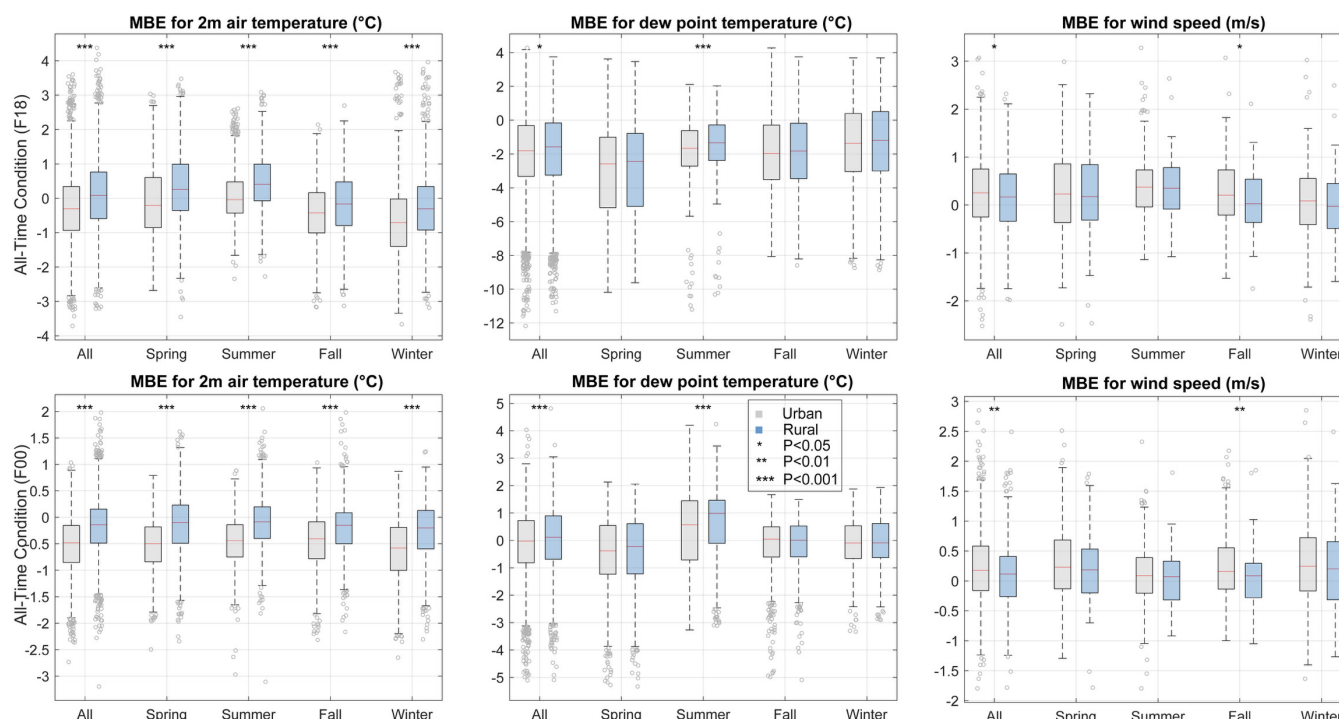 MBE for 2m air temperature (°C)
MBE for dew point temperature (°C)
MBE for wind speed (m/s)
All-Time Condition (F18)
*** *** *** *** ***
4
3
2
1
0
-1
-2
-3
-4
All Spring Summer Fall Winter
* ***
4
2
0
-2
-4
-6
-8
-10
-12
All Spring Summer Fall Winter
* *
3
2
1
0
-1
-2
All Spring Summer Fall Winter
MBE for 2m air temperature (°C)
MBE for dew point temperature (°C)
MBE for wind speed (m/s)
All-Time Condition (F00)
*** *** *** *** ***
2
1.5
1
0.5
0
-0.5
-1
-1.5
-2
-2.5
-3
All Spring Summer Fall Winter
*** ***
5
4
3
2
1
0
-1
-2
-3
-4
-5
All Spring Summer Fall Winter
Urban
Rural
* P<0.05
** P<0.01
*** P<0.001
** **
3
2.5
2
1.5
1
0.5
0
-0.5
-1
-1.5
-2
All Spring Summer Fall Winter